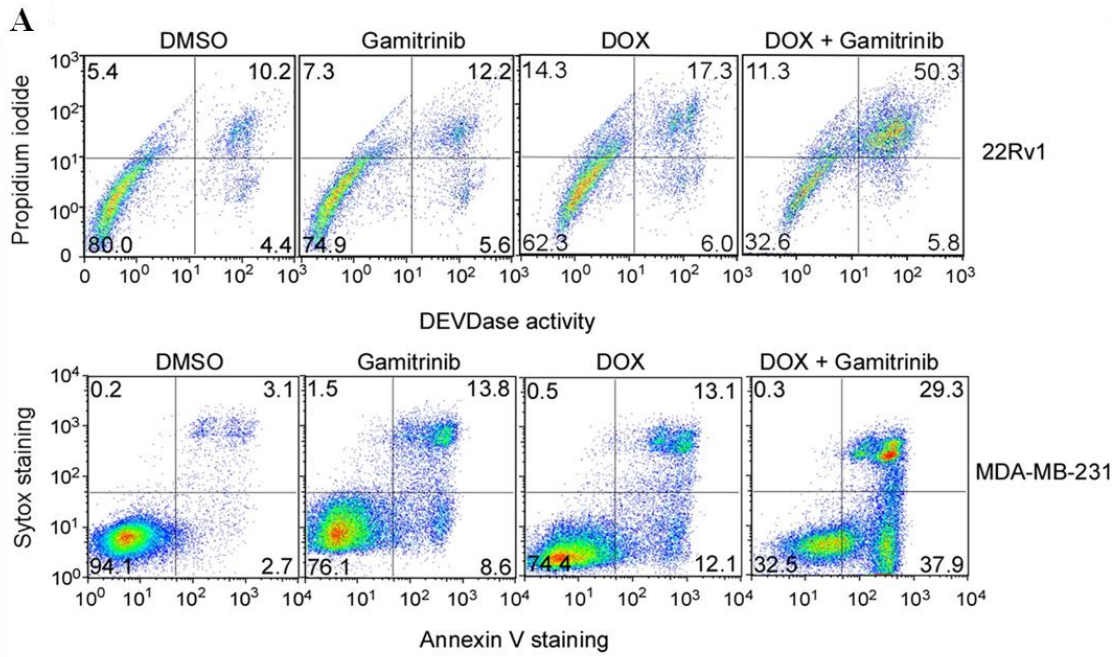 A
DMSO Gamitrinib DOX DOX + Gamitrinib
10³ 5.4 10.2 7.3 12.2 14.3 17.3 11.3 50.3
10²
10¹
10⁰
0 80.0 4.4 74.9 5.6 62.3 6.0 32.6 5.8
Propidium iodide
22Rv1
0 10⁰ 10¹ 10² 10³ 10⁰ 10¹ 10² 10³ 10⁰ 10¹ 10² 10³ 10⁰ 10¹ 10² 10³
DEVDase activity
DMSO Gamitrinib DOX DOX + Gamitrinib
10⁴ 0.2 3.1 1.5 13.8 0.5 13.1 0.3 29.3
10³
10²
10¹
10⁰ 94.1 2.7 76.1 8.6 74.4 12.1 32.5 37.9
Sytox staining
MDA-MB-231
10⁰ 10¹ 10² 10³ 10⁴ 10¹ 10² 10³ 10⁴ 10¹ 10² 10³ 10⁴ 10¹ 10² 10³ 10⁴
Annexin V staining